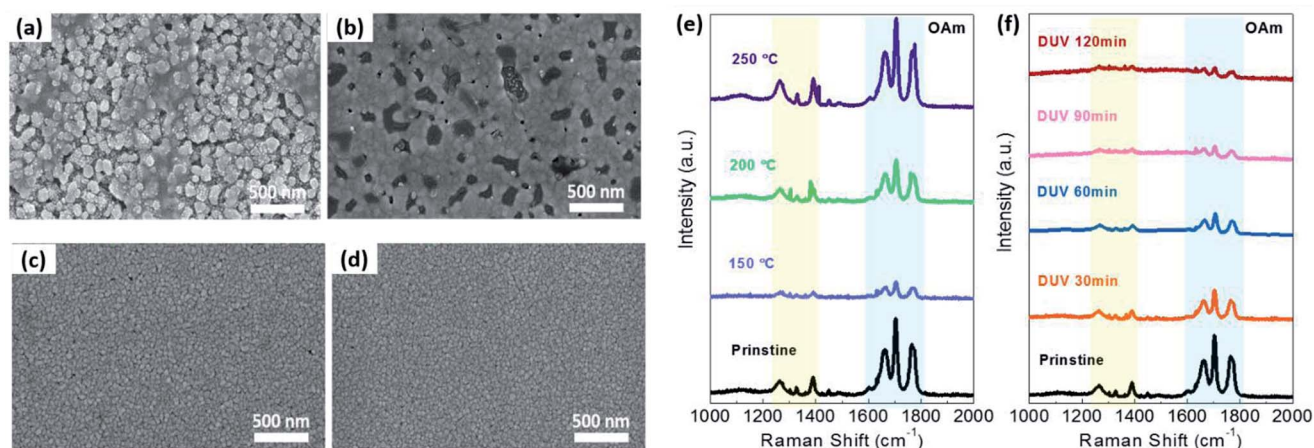 (a)
500 nm
(b)
500 nm
(c)
500 nm
(d)
500 nm
(e)
OAm
250 °C
200 °C
150 °C
Prinstine
Intensity (a.u.)
1000 1200 1400 1600 1800 2000
Raman Shift (cm⁻¹)
(f)
OAm
DUV 120min
DUV 90min
DUV 60min
DUV 30min
Prinstine
Intensity (a.u.)
1000 1200 1400 1600 1800 2000
Raman Shift (cm⁻¹)